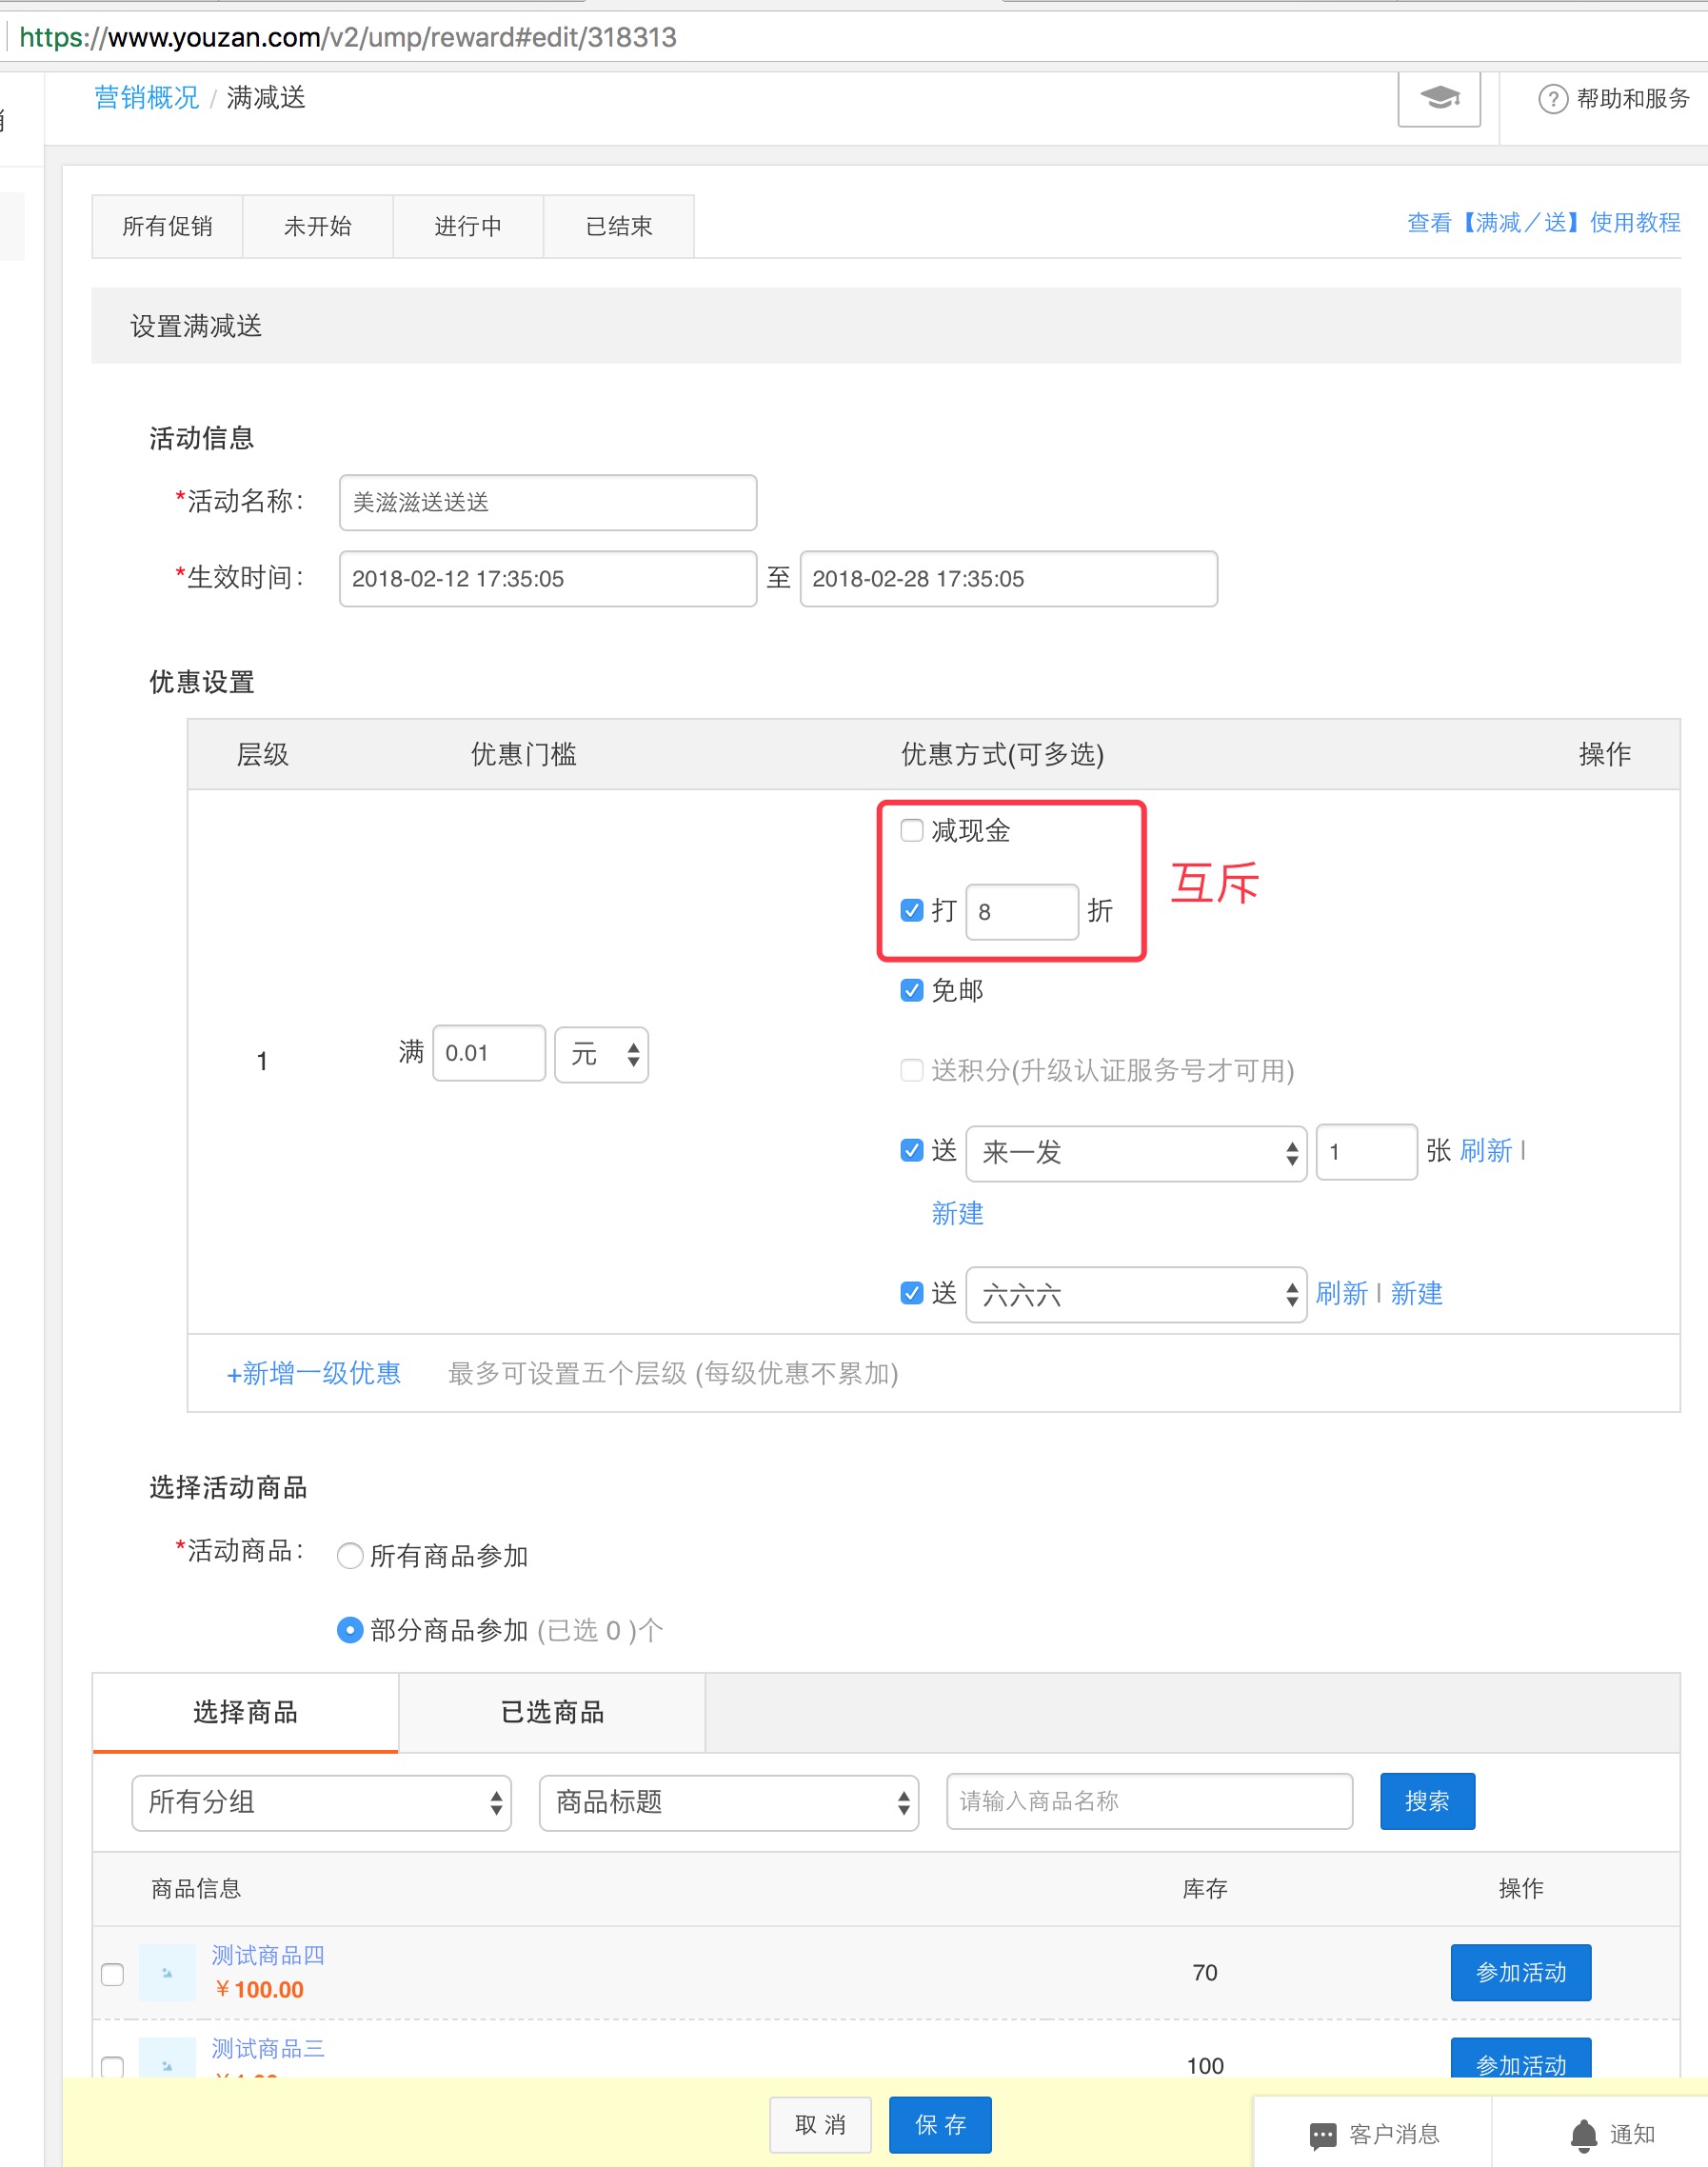 https://www.youzan.com/v2/ump/reward#edit/318313
营销概况 / 满减送
帮助和服务
所有促销 未开始 进行中 已结束
查看【满减／送】使用教程
设置满减送
活动信息
*活动名称: 美滋滋送送送
*生效时间: 2018-02-12 17:35:05 至 2018-02-28 17:35:05
优惠设置
层级 优惠门槛 优惠方式(可多选) 操作
减现金
打 8 折
互斥
免邮
1 满 0.01 元
送积分(升级认证服务号才可用)
送 来一发 1 张 刷新 |
新建
送 六六六 刷新 | 新建
+新增一级优惠 最多可设置五个层级 (每级优惠不累加)
选择活动商品
*活动商品: 所有商品参加
部分商品参加 (已选 0 )个
选择商品 已选商品
所有分组 商品标题 请输入商品名称 搜索
商品信息 库存 操作
测试商品四
￥100.00
70 参加活动
测试商品三
100 参加活动
取 消 保 存
客户消息 通知